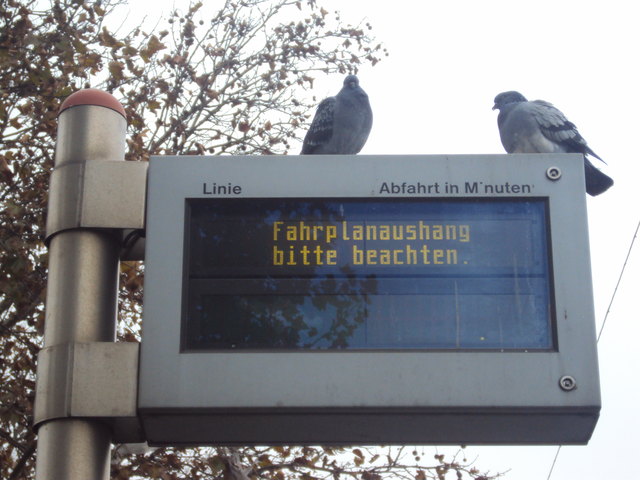 Linie Abfahrt in M'nuten
Fahrplanaushang
bitte beachten.